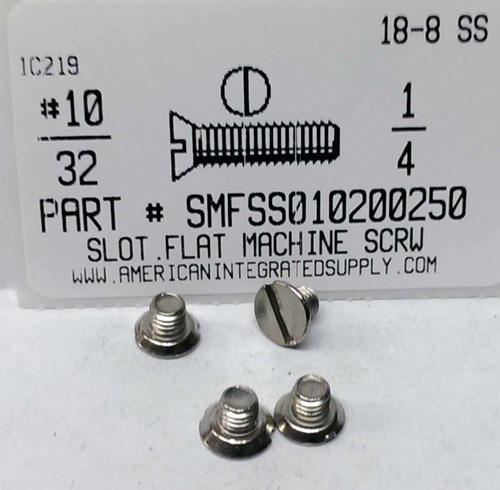 18-8 SS
1C219
#10
32
1
4
PART # SMFSS010200250
SLOT.FLAT MACHINE SCRW
WWW.AMERICANINTEGRATEDSUPPLY.COM